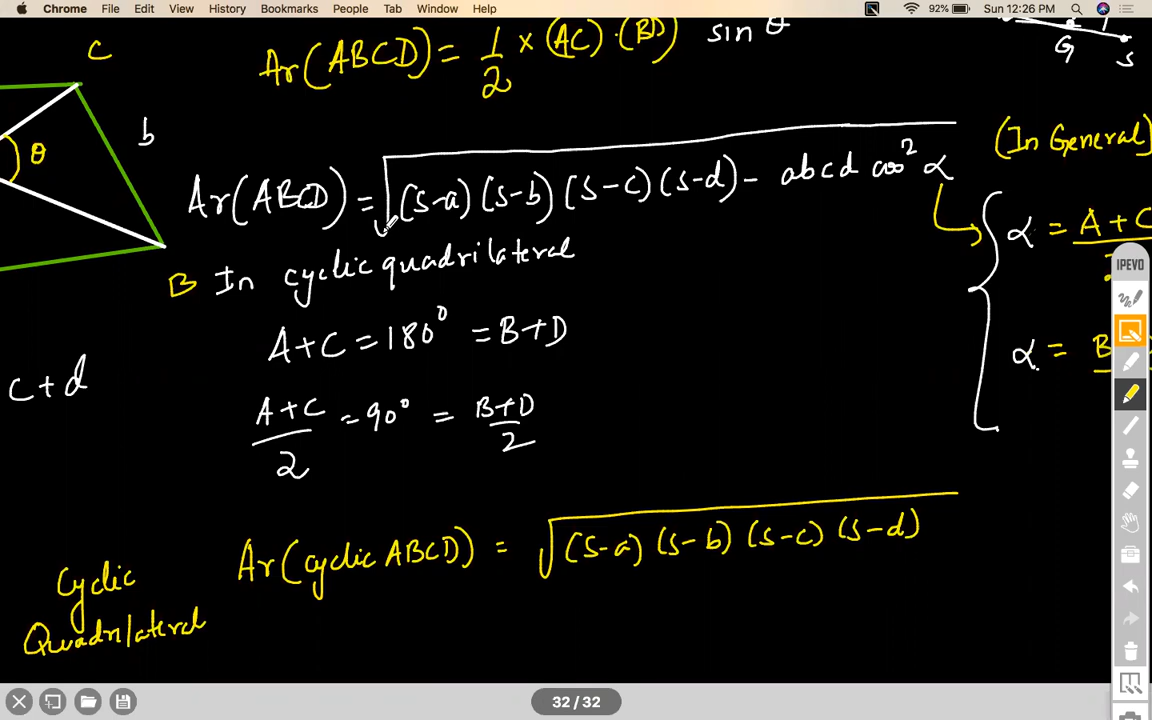 Chrome File Edit View History Bookmarks People Tab Window Help 92% Sun 12:26 PM
c
Ar(ABCD) = 1/2 × (AC) · (BD) sin θ
G S
b
θ
(In General)
Ar(ABCD) = √(s-a)(s-b)(s-c)(s-d) - abcd cos² α
α = A+C
B In cyclic quadrilateral
IPEVO
A+C = 180° = B+D
α = B
c+d
A+C/2 = 90° = B+D/2
Ar(cyclic ABCD) = √(s-a)(s-b)(s-c)(s-d)
Cyclic
Quadrilateral
32 / 32